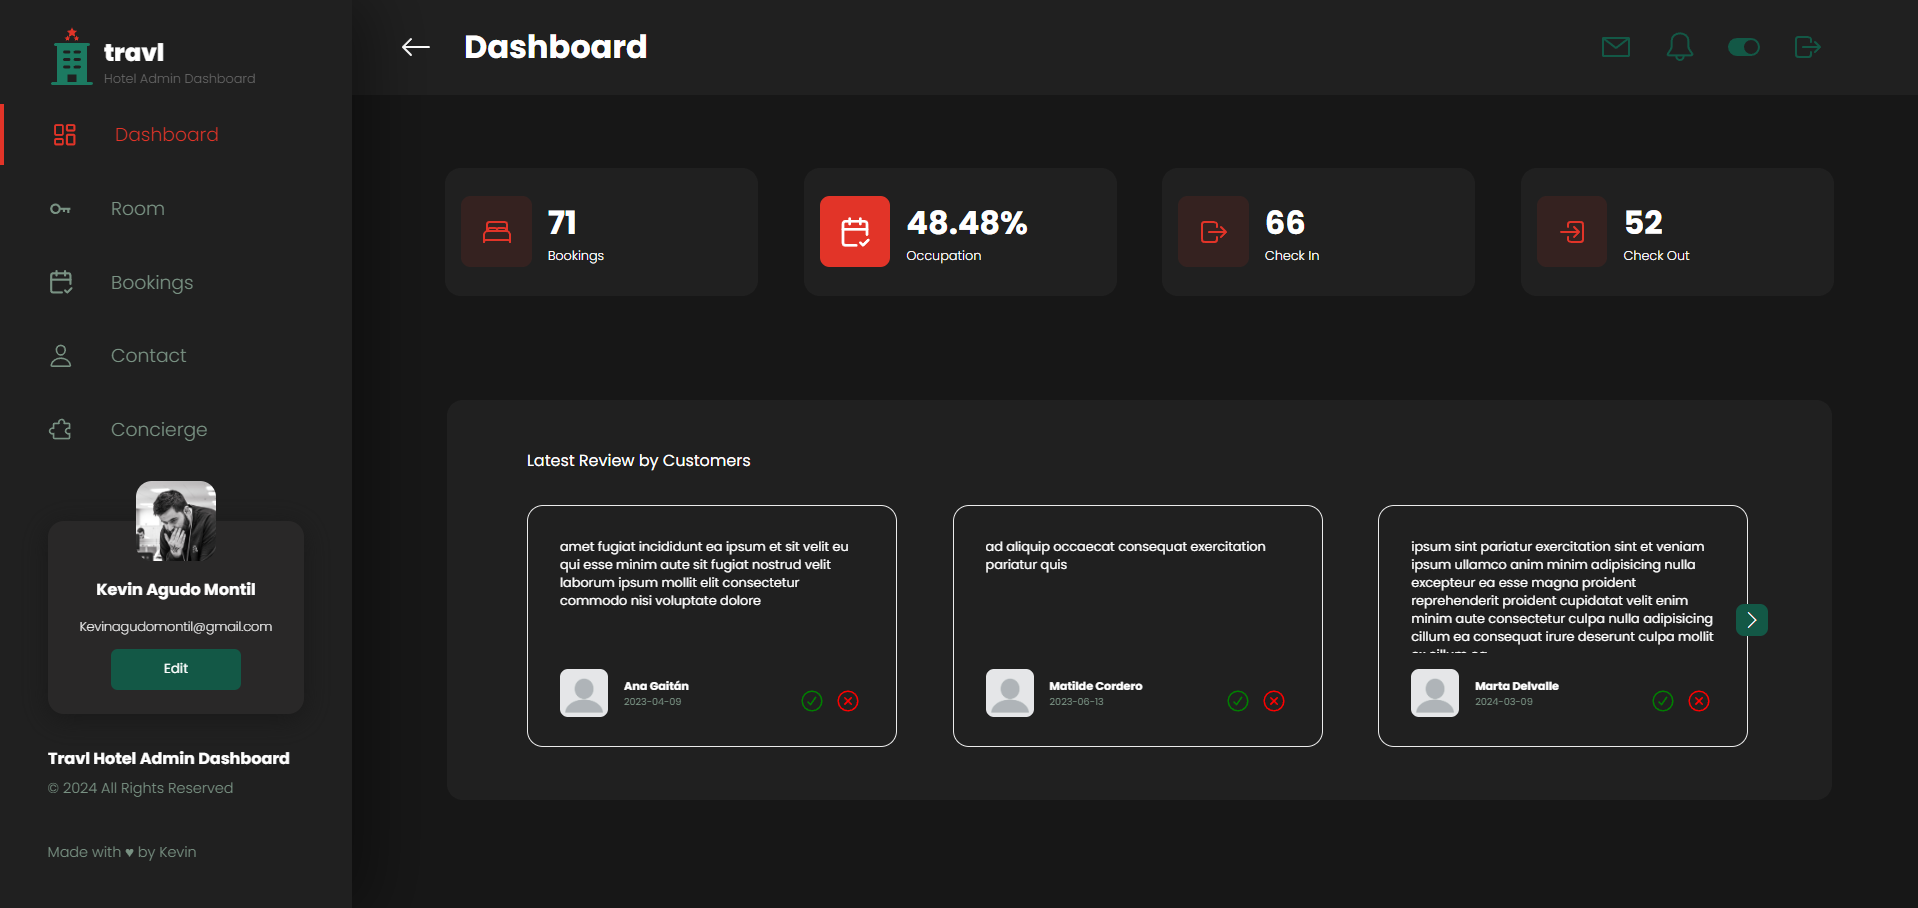 travl
Hotel Admin Dashboard
Dashboard
Room
Bookings
Contact
Concierge
Kevin Agudo Montil
Kevinagudomontil@gmail.com
Edit
Travl Hotel Admin Dashboard
© 2024 All Rights Reserved
Made with ♥ by Kevin
Dashboard
71
Bookings
48.48%
Occupation
66
Check In
52
Check Out
Latest Review by Customers
amet fugiat incididunt ea ipsum et sit velit eu
qui esse minim aute sit fugiat nostrud velit
laborum ipsum mollit elit consectetur
commodo nisi voluptate dolore
Ana Gaitán
2023-04-09
ad aliquip occaecat consequat exercitation
pariatur quis
Matilde Cordero
2023-06-13
ipsum sint pariatur exercitation sint et veniam
ipsum ullamco anim minim adipisicing nulla
excepteur ea esse magna proident
reprehenderit proident cupidatat velit enim
minim aute consectetur culpa nulla adipisicing
cillum ea consequat irure deserunt culpa mollit
Marta Delvalle
2024-03-09